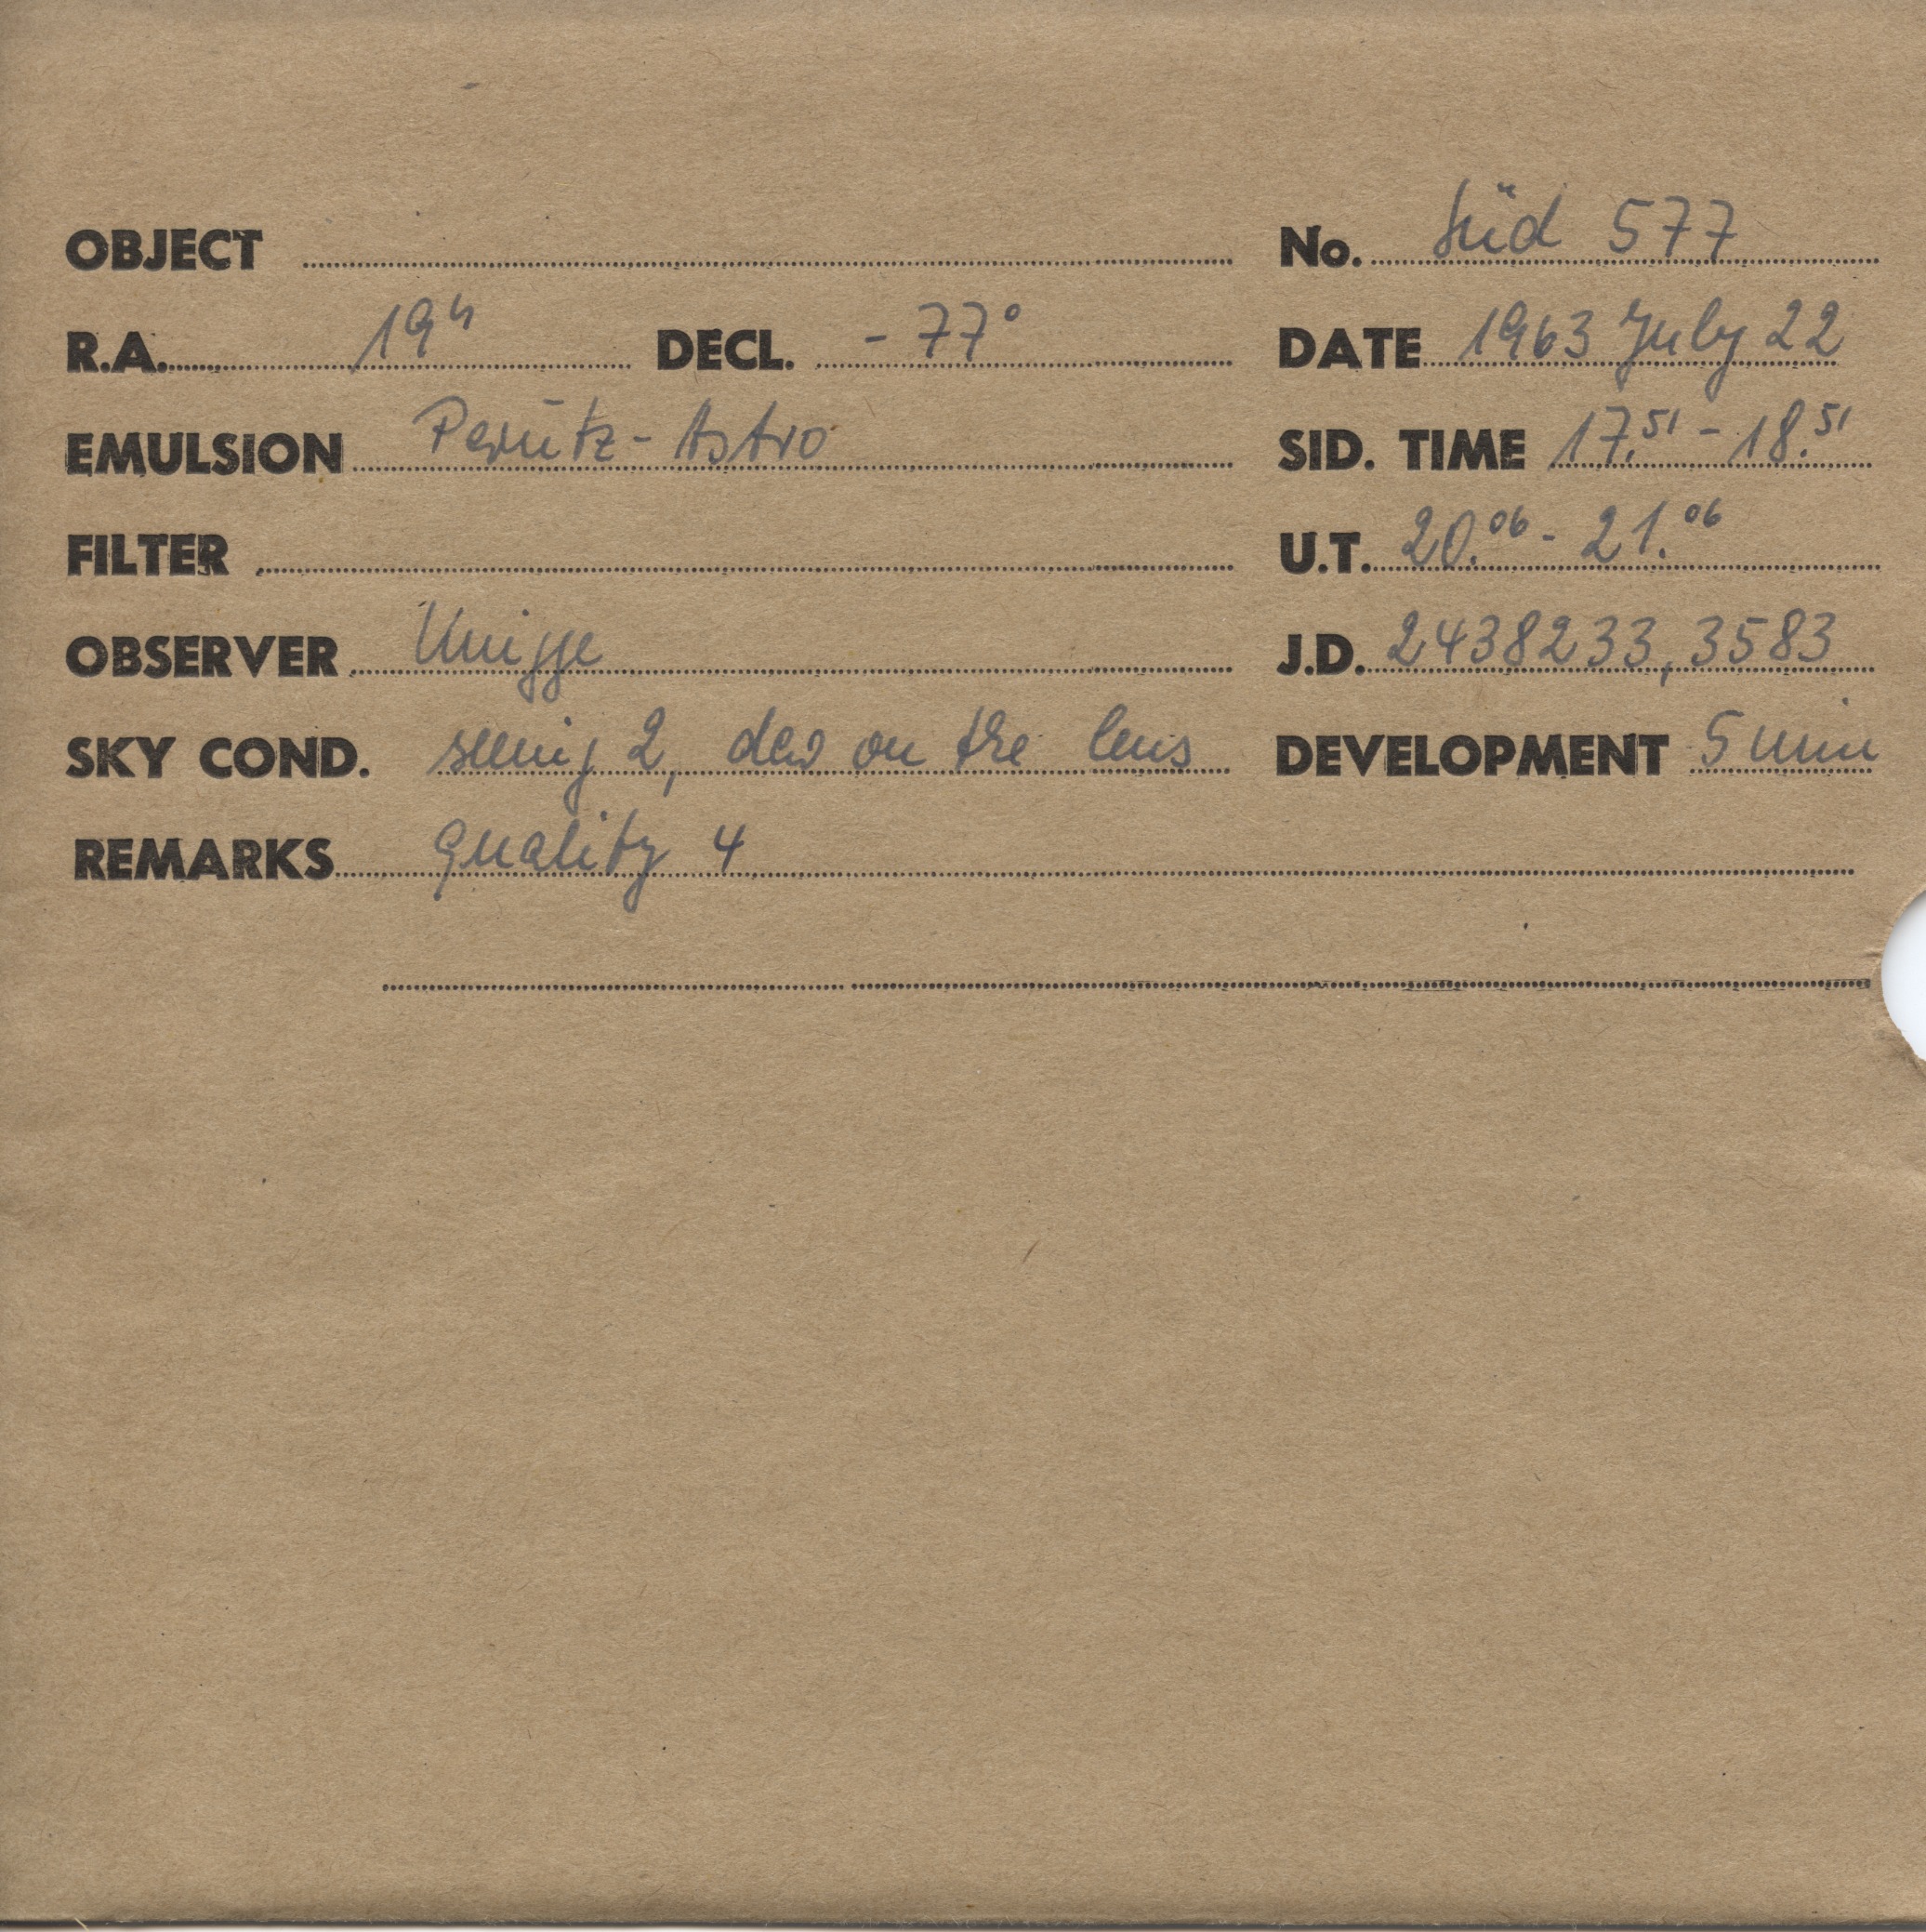 OBJECT No. Süd 577
R.A. 19h DECL. - 77° DATE 1963 July 22
EMULSION Perutz - Astro SID. TIME 17.51 - 18.51
FILTER U.T. 20.06 - 21.06
OBSERVER Knigge J.D. 2438233,3583
SKY COND. seeing 2, dew on the lens DEVELOPMENT 5 min
REMARKS quality 4